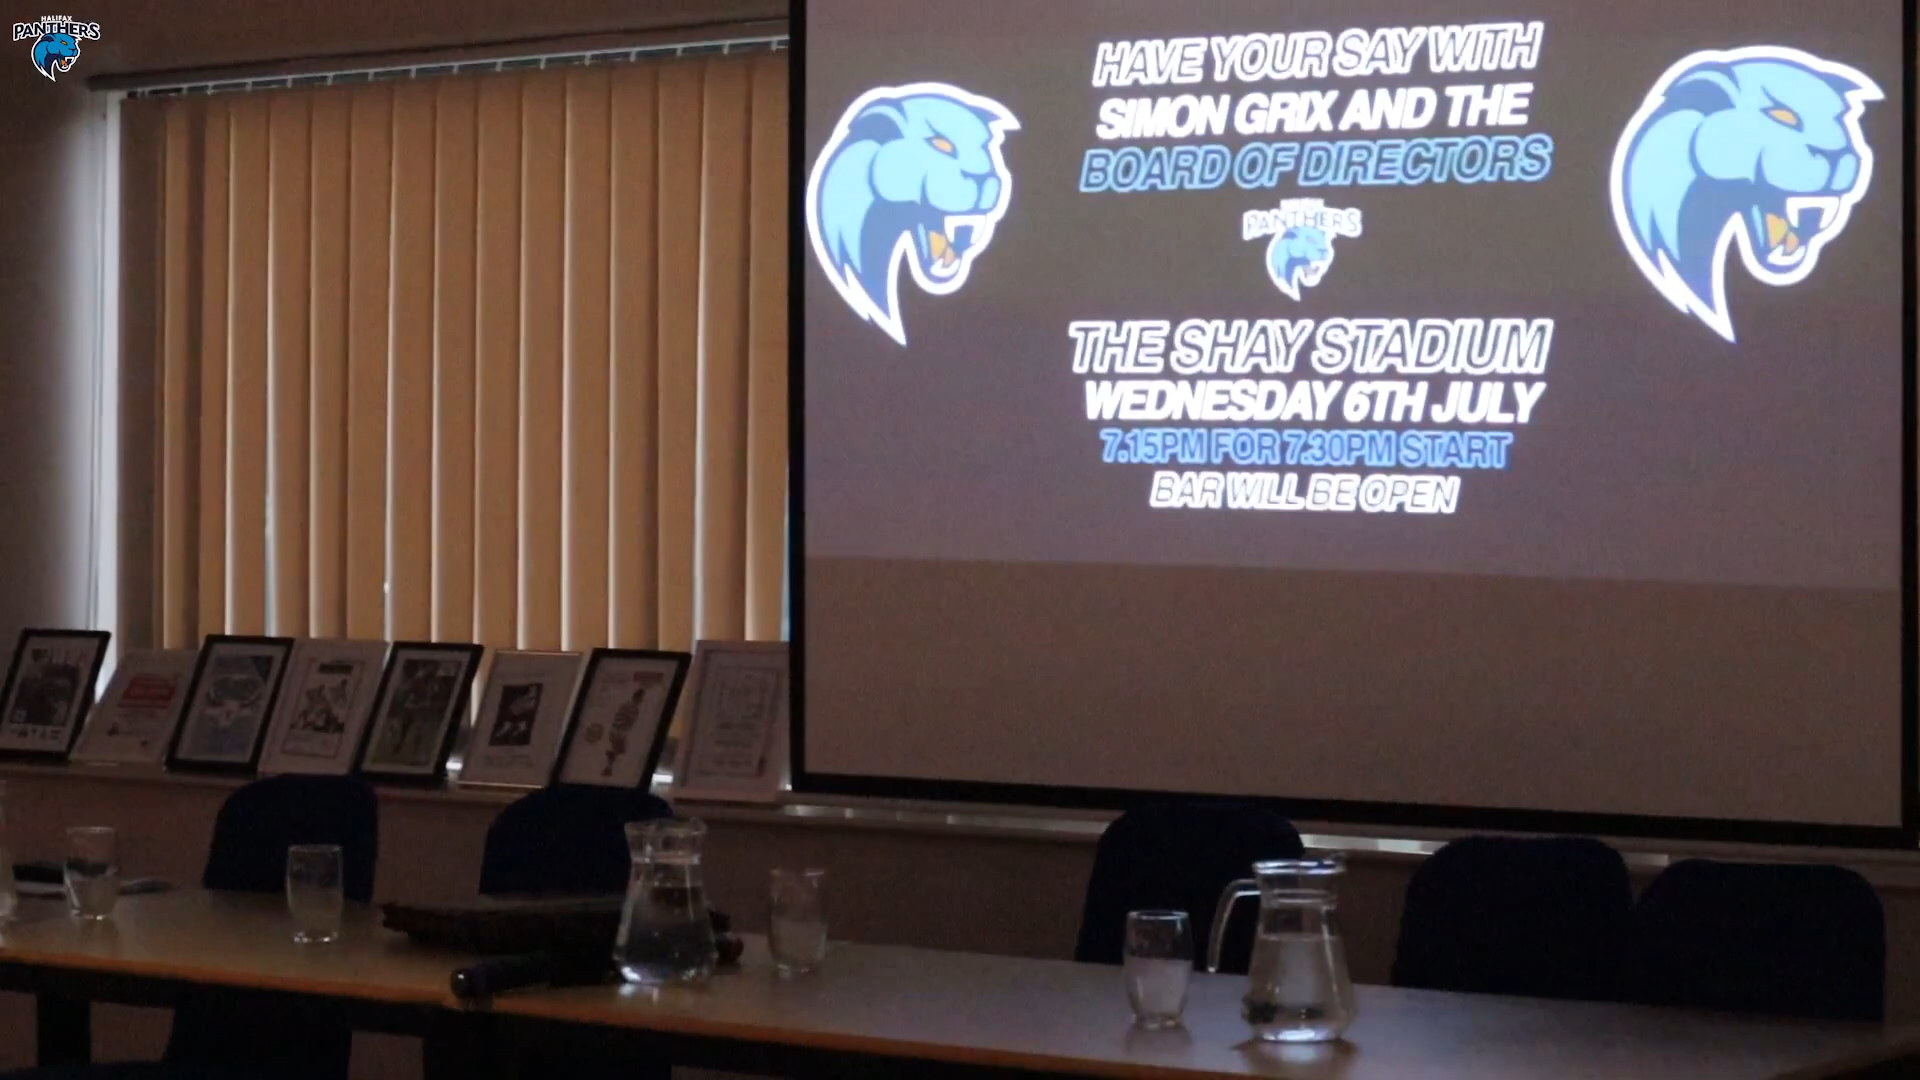 HALIFAX
PANTHERS
HAVE YOUR SAY WITH
SIMON GRIX AND THE
BOARD OF DIRECTORS
PANTHERS
THE SHAY STADIUM
WEDNESDAY 6TH JULY
7.15PM FOR 7.30PM START
BAR WILL BE OPEN